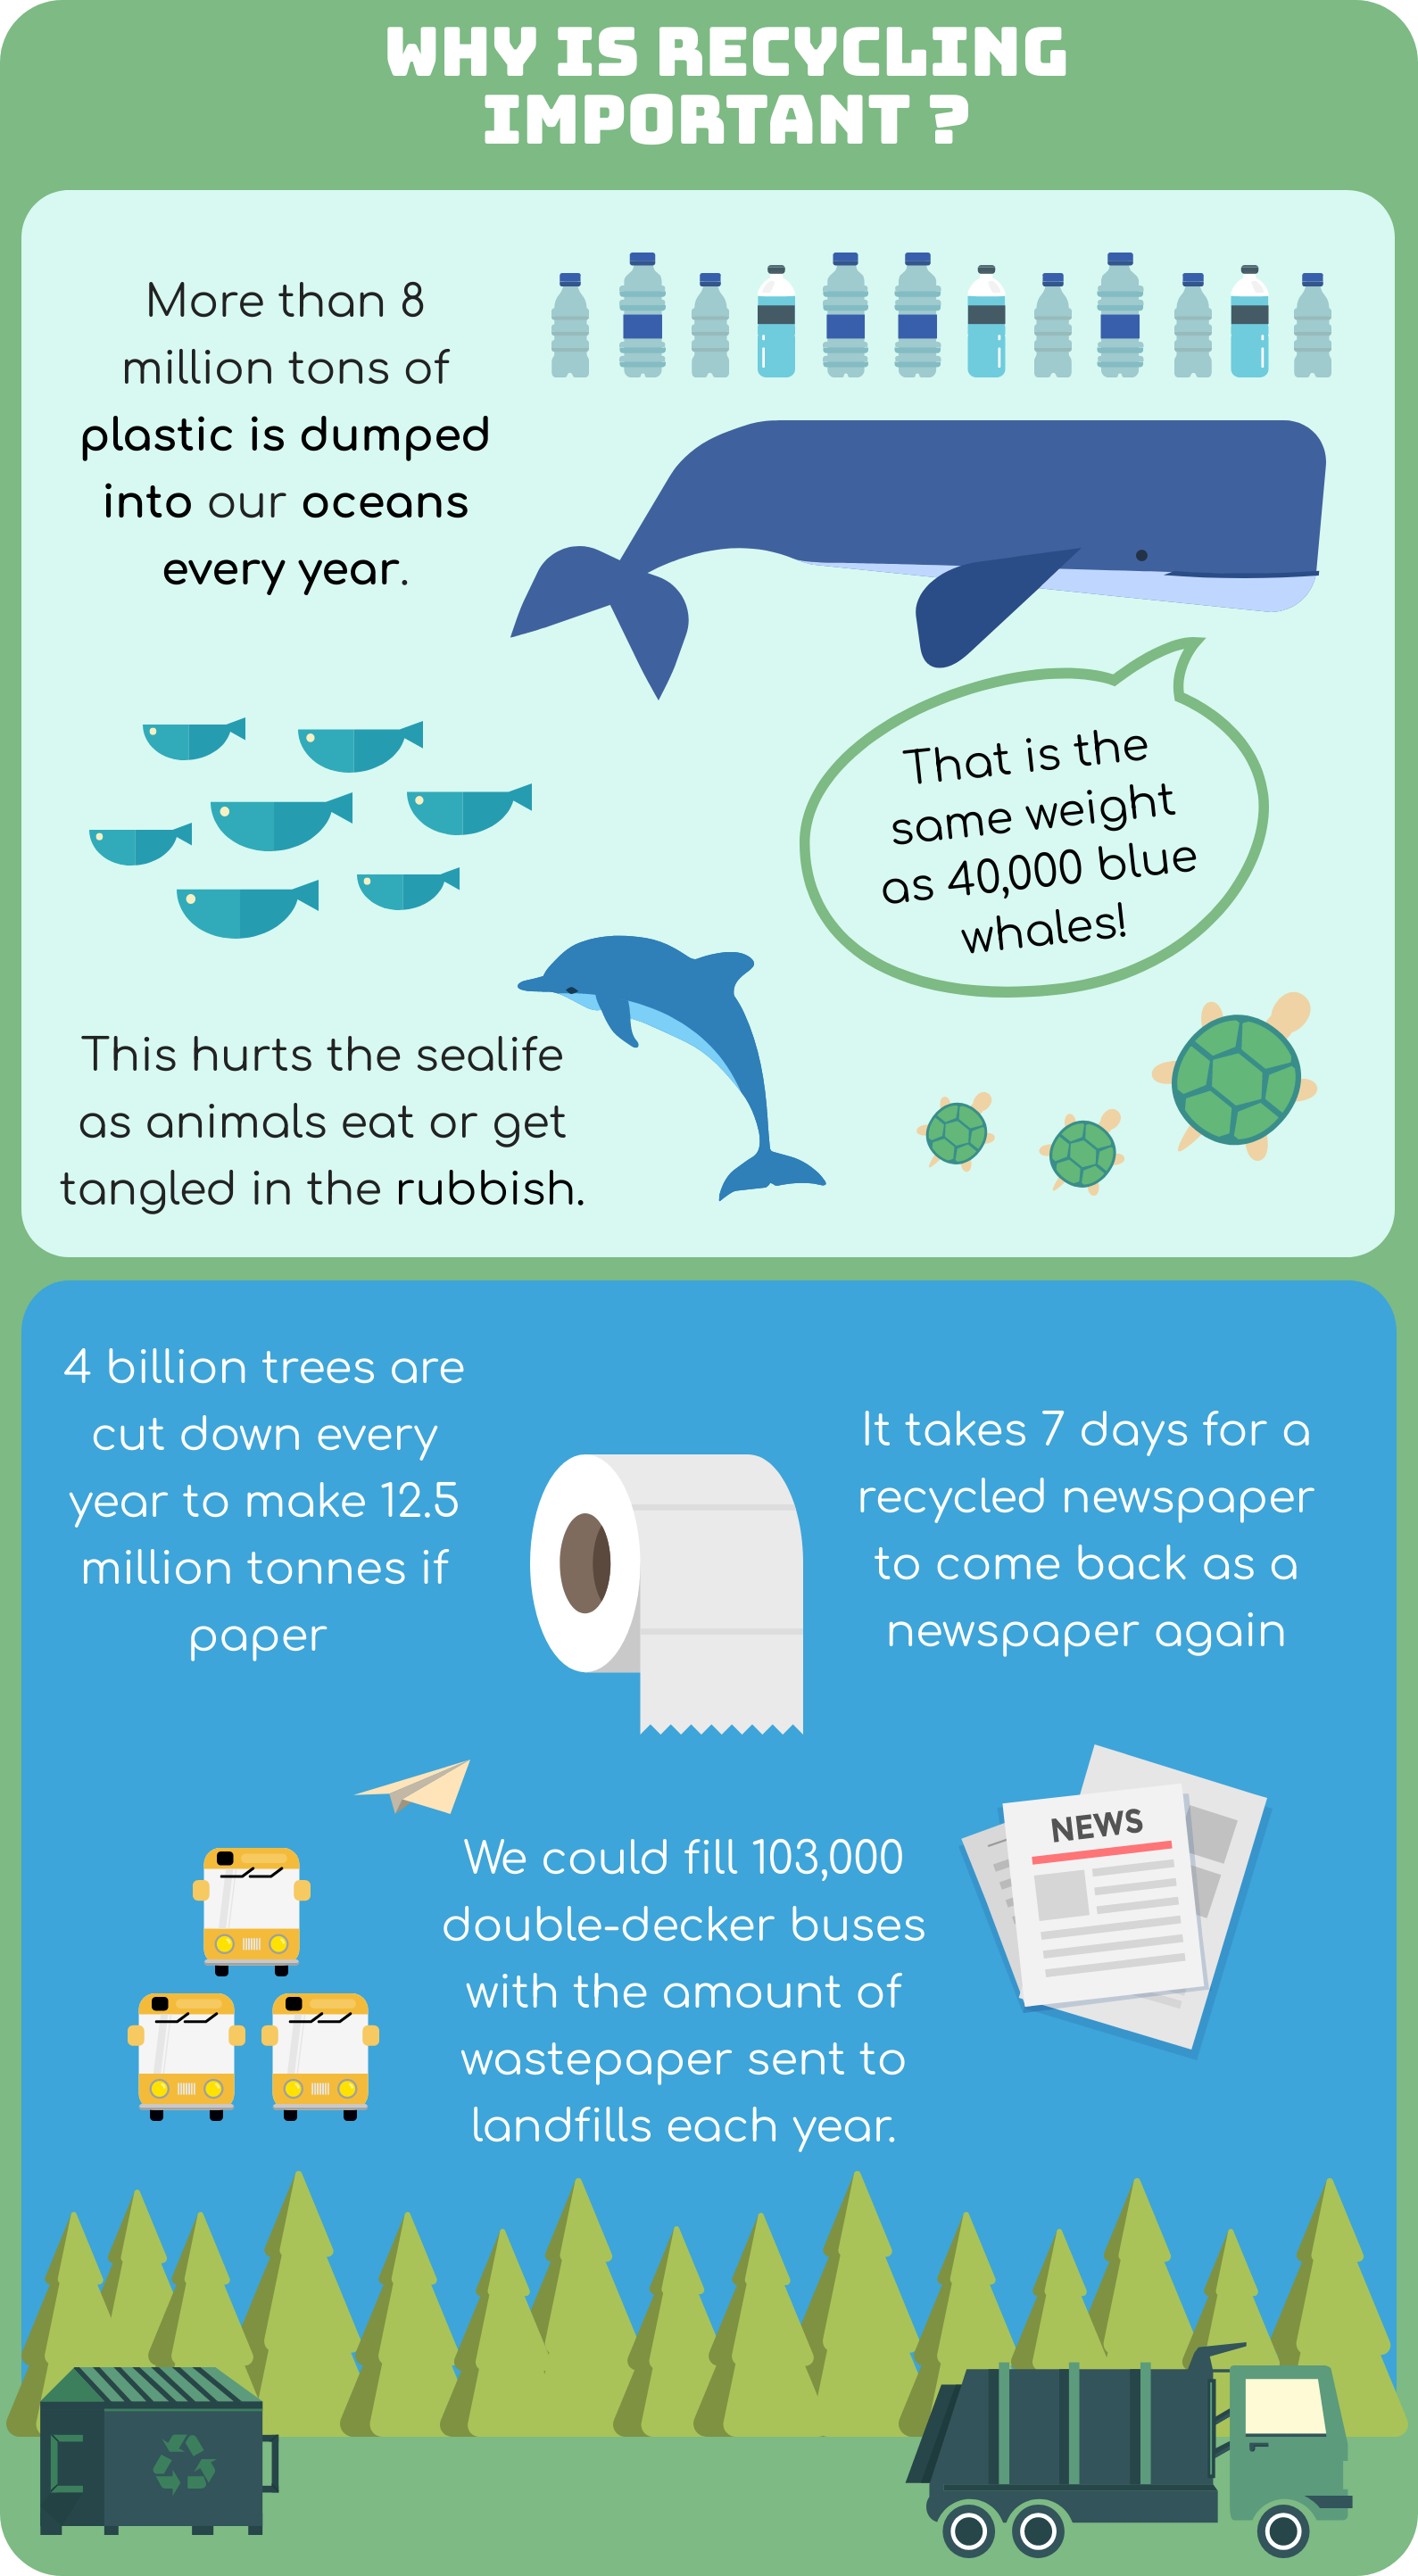 WHY IS RECYCLING
IMPORTANT ?
More than 8
million tons of
plastic is dumped
into our oceans
every year.
That is the
same weight
as 40,000 blue
whales!
This hurts the sealife
as animals eat or get
tangled in the rubbish.
4 billion trees are
cut down every
year to make 12.5
million tonnes if
paper
It takes 7 days for a
recycled newspaper
to come back as a
newspaper again
NEWS
We could fill 103,000
double-decker buses
with the amount of
wastepaper sent to
landfills each year.